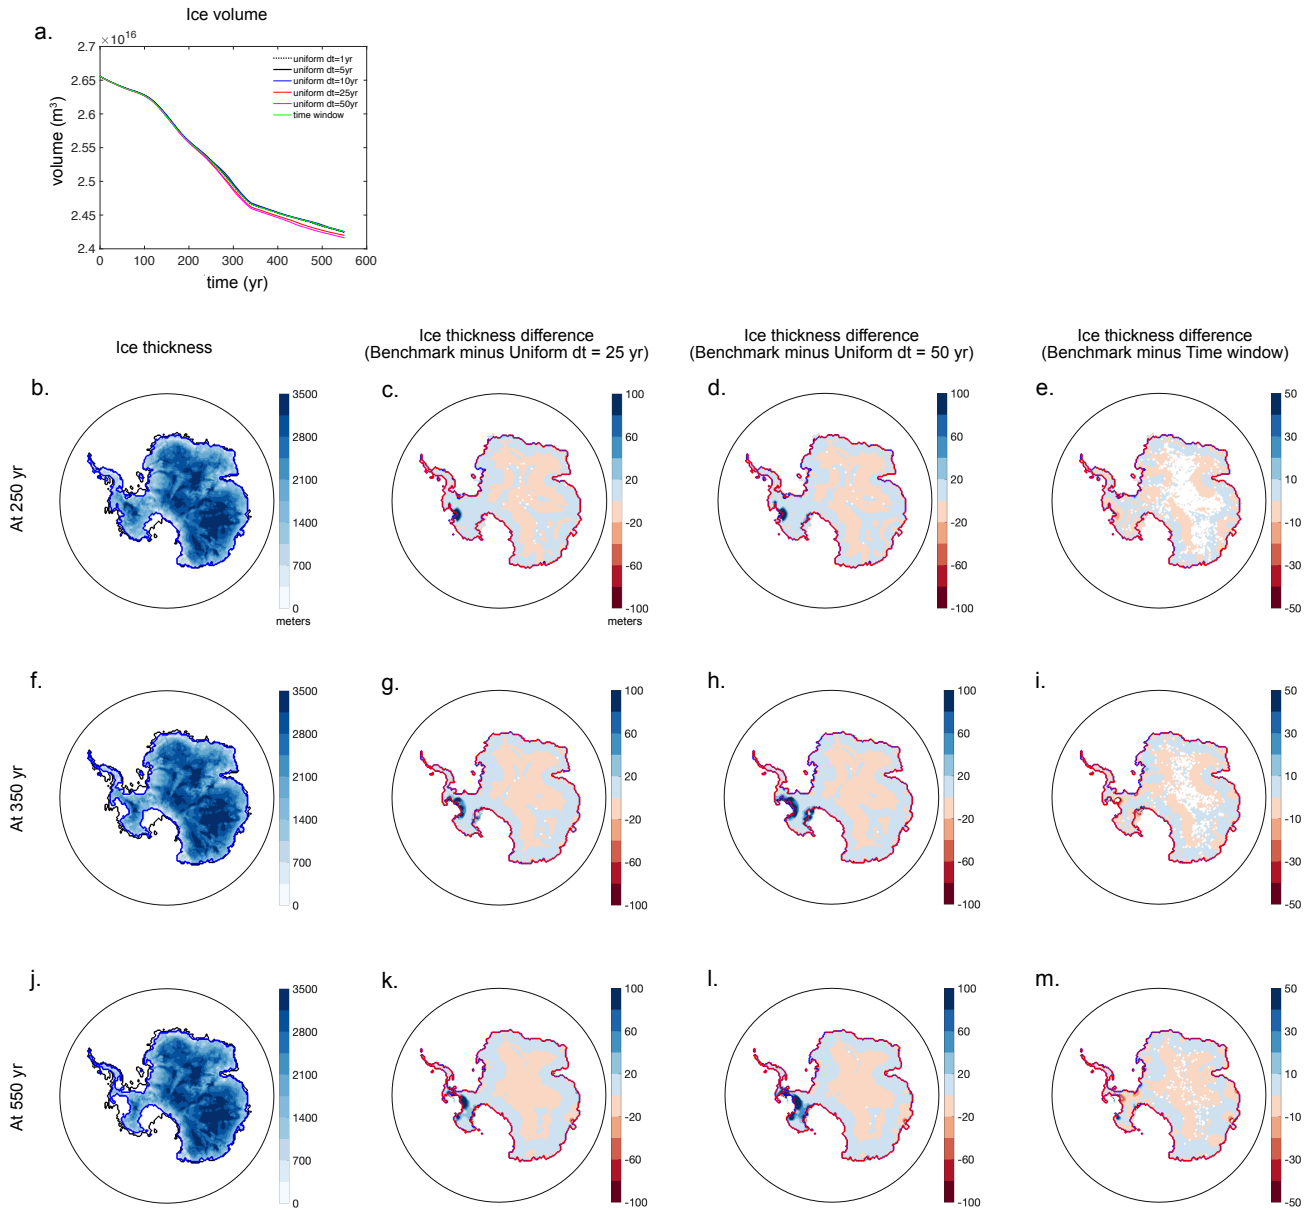 Ice volume
a.
×10^16
2.7
2.65
2.6
2.55
2.5
2.45
2.4
volume (m³)
0 100 200 300 400 500 600
time (yr)
uniform dt=1yr
uniform dt=5yr
uniform dt=10yr
uniform dt=25yr
uniform dt=50yr
time window
Ice thickness
Ice thickness difference
(Benchmark minus Uniform dt = 25 yr)
Ice thickness difference
(Benchmark minus Uniform dt = 50 yr)
Ice thickness difference
(Benchmark minus Time window)
At 250 yr
b.
3500
2800
2100
1400
700
0
meters
c.
100
60
20
-20
-60
-100
meters
d.
100
60
20
-20
-60
-100
e.
50
30
10
-10
-30
-50
At 350 yr
f.
3500
2800
2100
1400
700
0
g.
100
60
20
-20
-60
-100
h.
100
60
20
-20
-60
-100
i.
50
30
10
-10
-30
-50
At 550 yr
j.
3500
2800
2100
1400
700
0
k.
100
60
20
-20
-60
-100
l.
100
60
20
-20
-60
-100
m.
50
30
10
-10
-30
-50